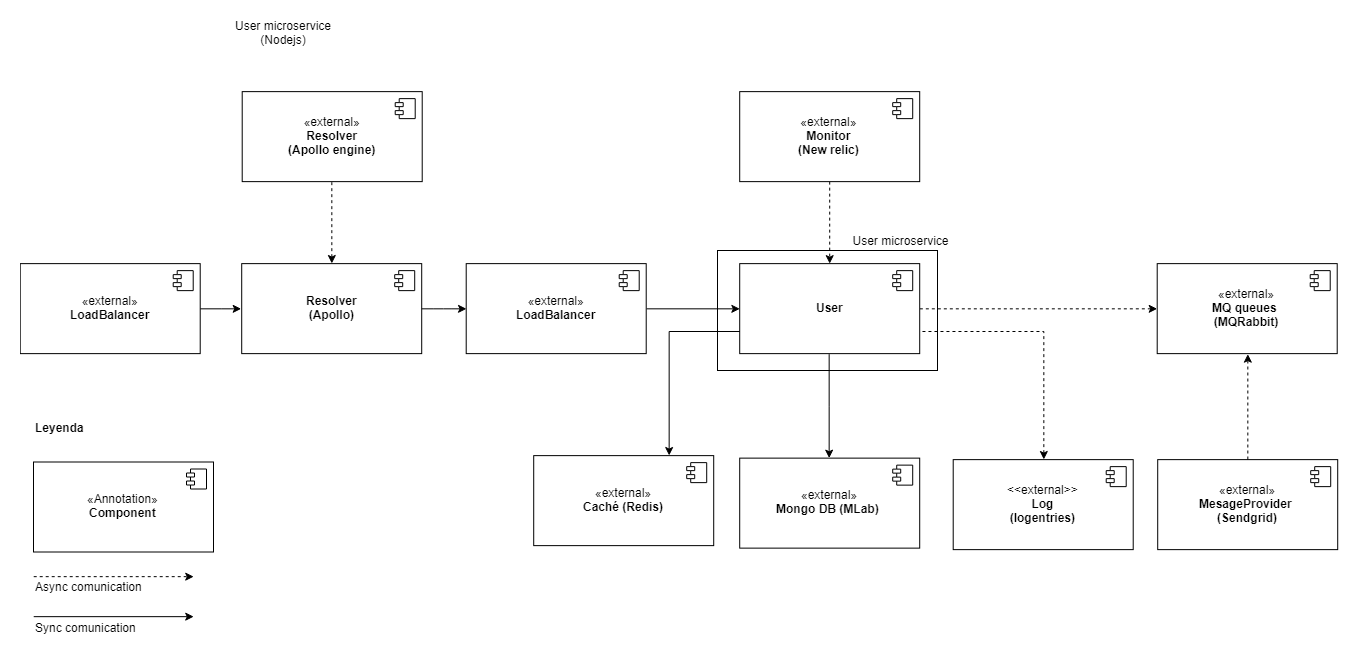 User microservice
(Nodejs)
«external»
Resolver
(Apollo engine)
«external»
Monitor
(New relic)
User microservice
«external»
LoadBalancer
Resolver
(Apollo)
«external»
LoadBalancer
User
«external»
MQ queues
(MQRabbit)
Leyenda
«Annotation»
Component
«external»
Caché (Redis)
«external»
Mongo DB (MLab)
<<external>>
Log
(logentries)
«external»
MesageProvider
(Sendgrid)
Async comunication
Sync comunication